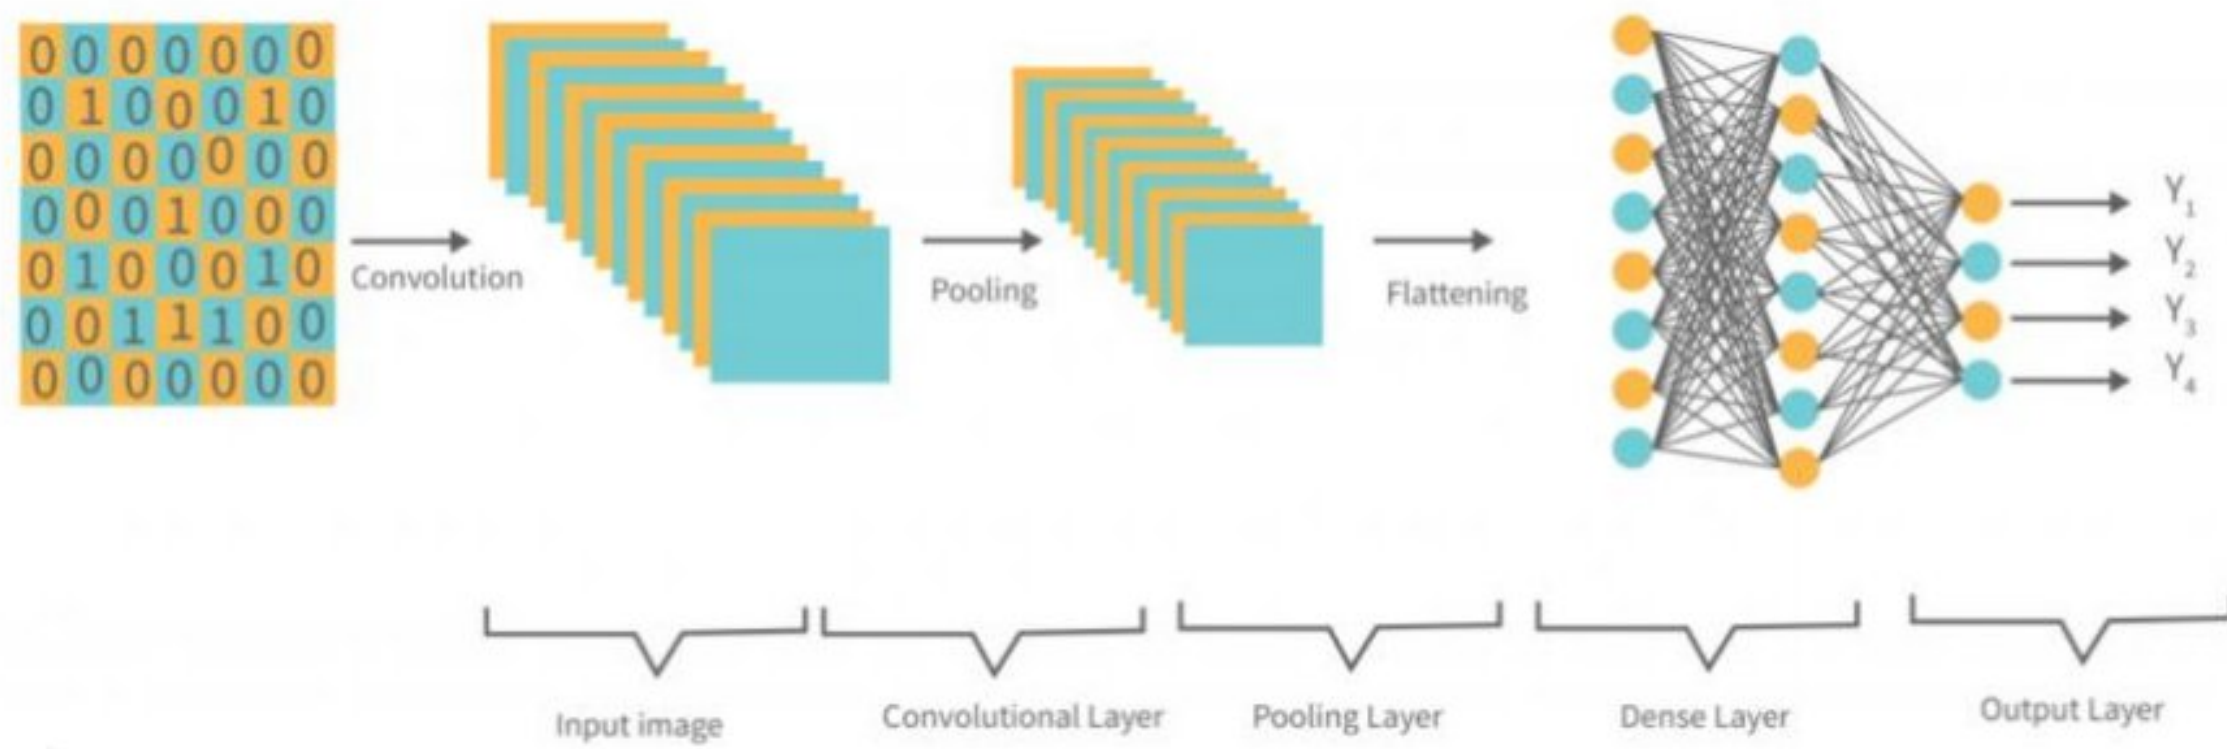 0 0 0 0 0 0 0
0 1 0 0 0 1 0
0 0 0 0 0 0 0
0 0 0 1 0 0 0
0 1 0 0 0 1 0
0 0 1 1 1 0 0
0 0 0 0 0 0 0
Convolution
Pooling
Flattening
Y1
Y2
Y3
Y4
Input image
Convolutional Layer
Pooling Layer
Dense Layer
Output Layer